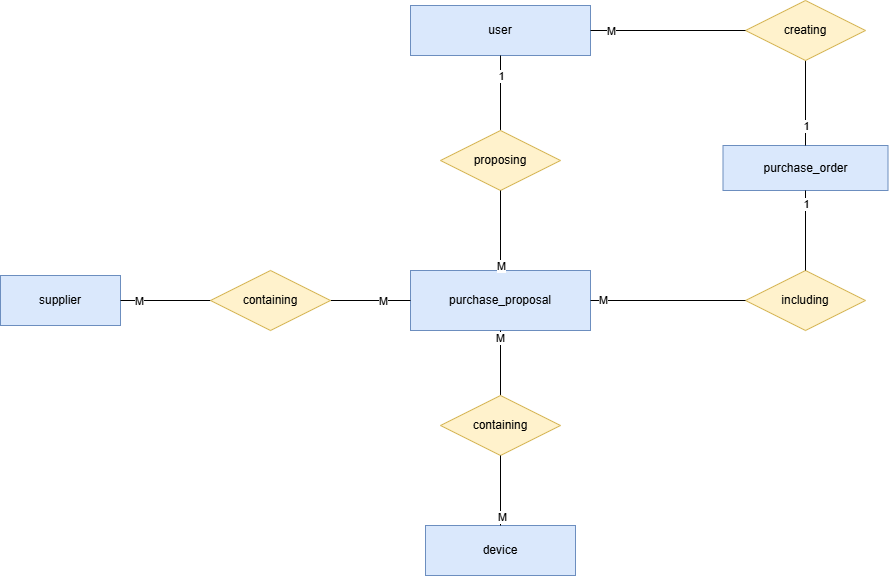 user
M
creating
1
1
proposing
purchase_order
1
M
supplier
M
containing
M
purchase_proposal
M
including
M
containing
M
device